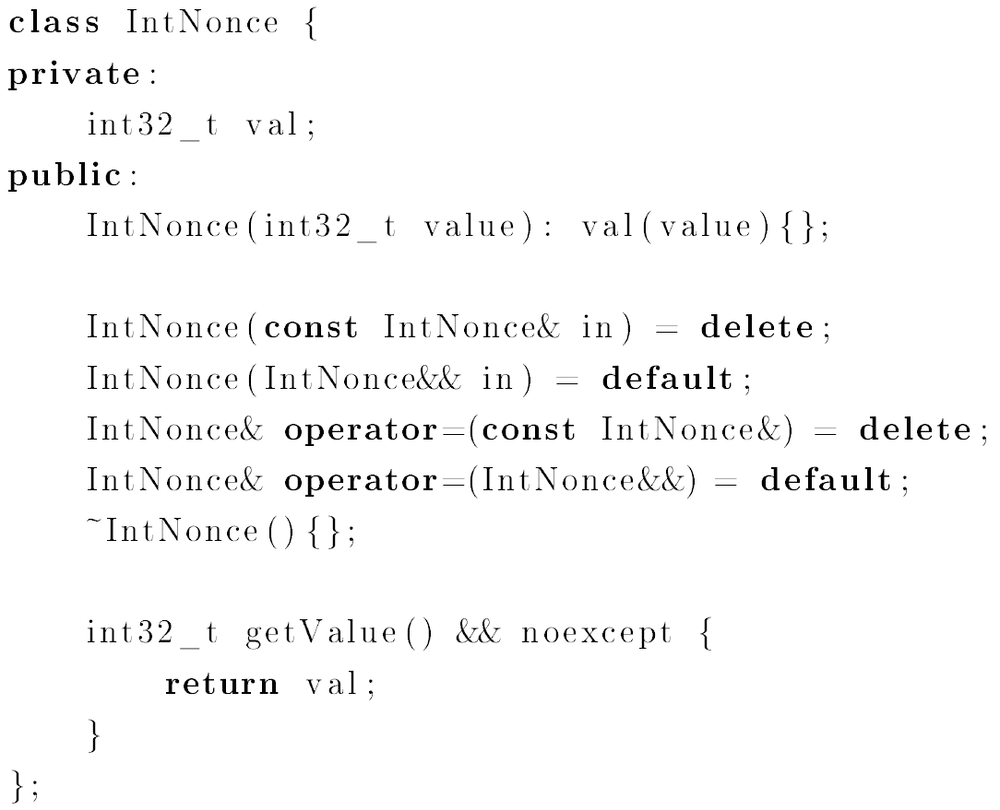 class IntNonce {
private:
    int32_t val;
public:
    IntNonce(int32_t value): val(value){};

    IntNonce(const IntNonce& in) = delete;
    IntNonce(IntNonce&& in) = default;
    IntNonce& operator=(const IntNonce&) = delete;
    IntNonce& operator=(IntNonce&&) = default;
    ~IntNonce(){};

    int32_t getValue() && noexcept {
        return val;
    }
};